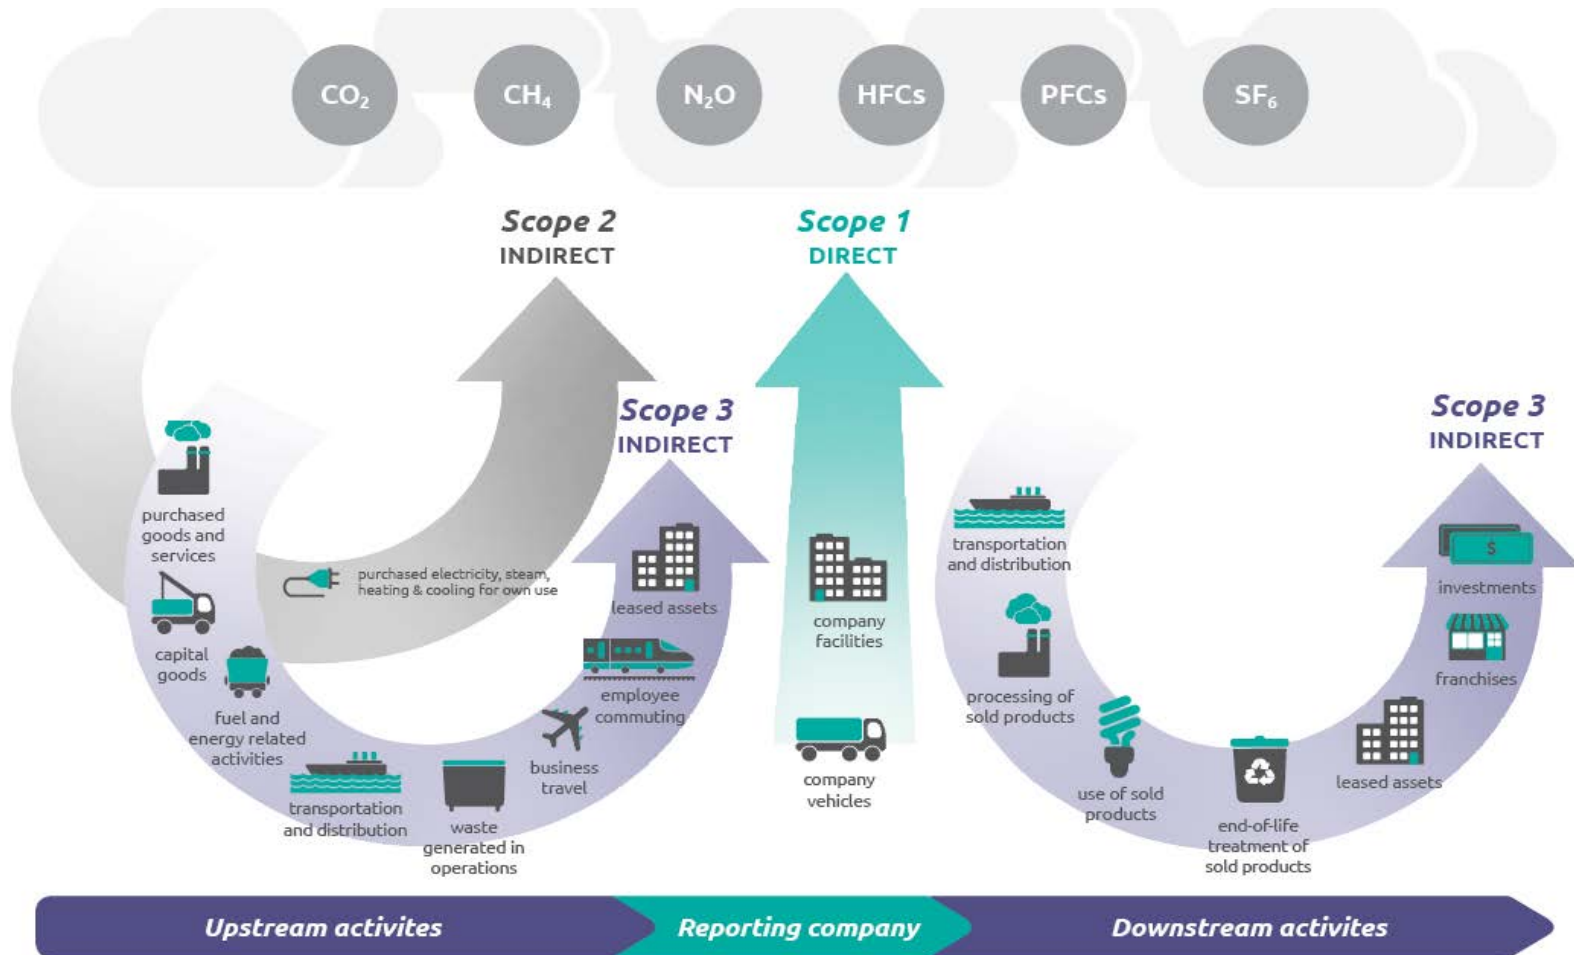 CO₂
CH₄
N₂O
HFCs
PFCs
SF₆
Scope 2
INDIRECT
Scope 1
DIRECT
Scope 3
INDIRECT
Scope 3
INDIRECT
purchased
goods and
services
capital
goods
fuel and
energy related
activities
transportation
and distribution
waste
generated in
operations
business
travel
employee
commuting
leased assets
purchased electricity, steam,
heating & cooling for own use
company
facilities
company
vehicles
transportation
and distribution
processing of
sold products
use of sold
products
end-of-life
treatment of
sold products
leased assets
franchises
$
investments
Upstream activites
Reporting company
Downstream activites